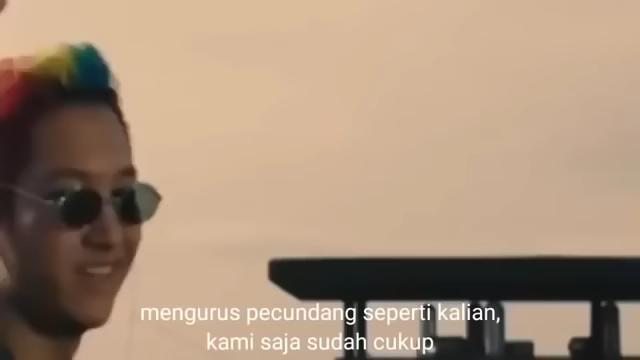 mengurus pecundang seperti kalian,
kami saja sudah cukup